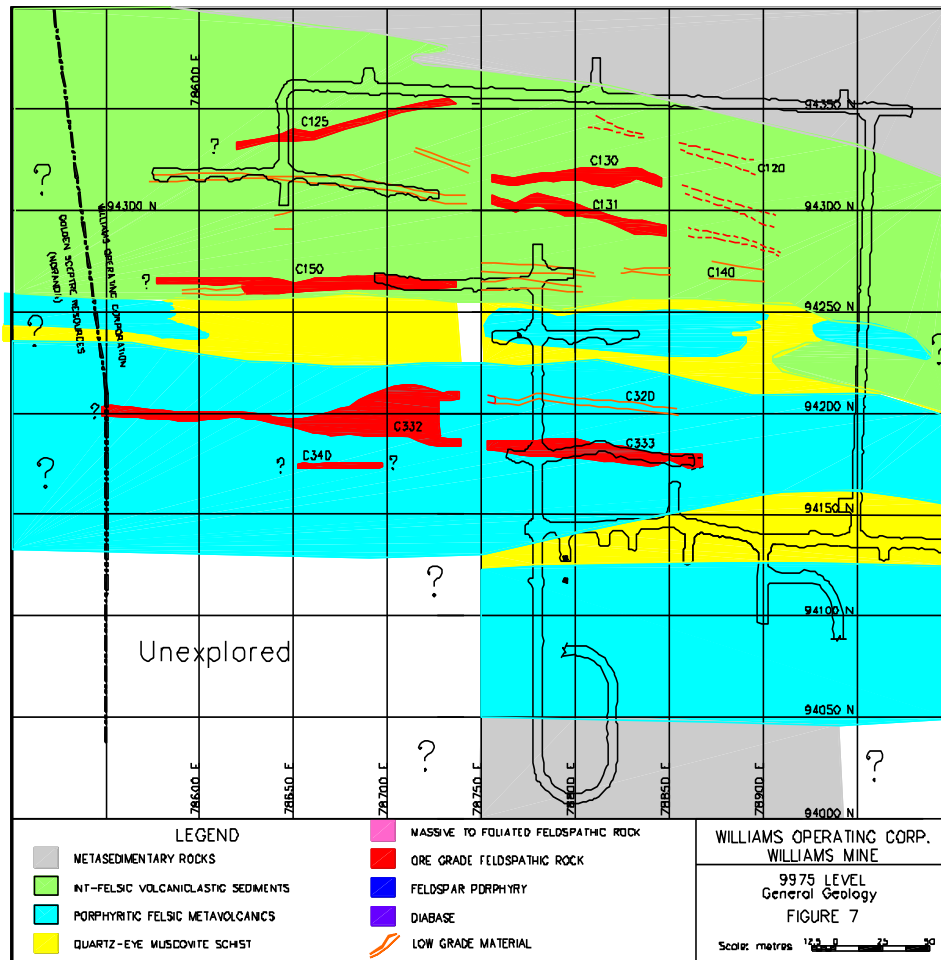 78600 E
94350 N
C125
?
C130
C120
?
C131
94300 N
94300 N
WILLIAMS OPERATING CORPORATION
GOLDEN SCEPTRE RESOURCES
(NORANDA)
C150
C140
?
94250 N
?
?
C320
94200 N
?
C332
C333
?
C34D
?
?
94150 N
?
94100 N
Unexplored
94050 N
?
?
78600 E
78650 E
78700 E
78750 E
78800 E
78850 E
78900 E
94000 N
LEGEND
METASEDIMENTARY ROCKS
INT-FELSIC VOLCANICLASTIC SEDIMENTS
PORPHYRITIC FELSIC METAVOLCANICS
QUARTZ-EYE MUSCOVITE SCHIST
MASSIVE TO FOLIATED FELDSPATHIC ROCK
ORE GRADE FELDSPATHIC ROCK
FELDSPAR PORPHYRY
DIABASE
LOW GRADE MATERIAL
WILLIAMS OPERATING CORP.
WILLIAMS MINE
9975 LEVEL
General Geology
FIGURE 7
Scale: metres 12.5 0 25 50